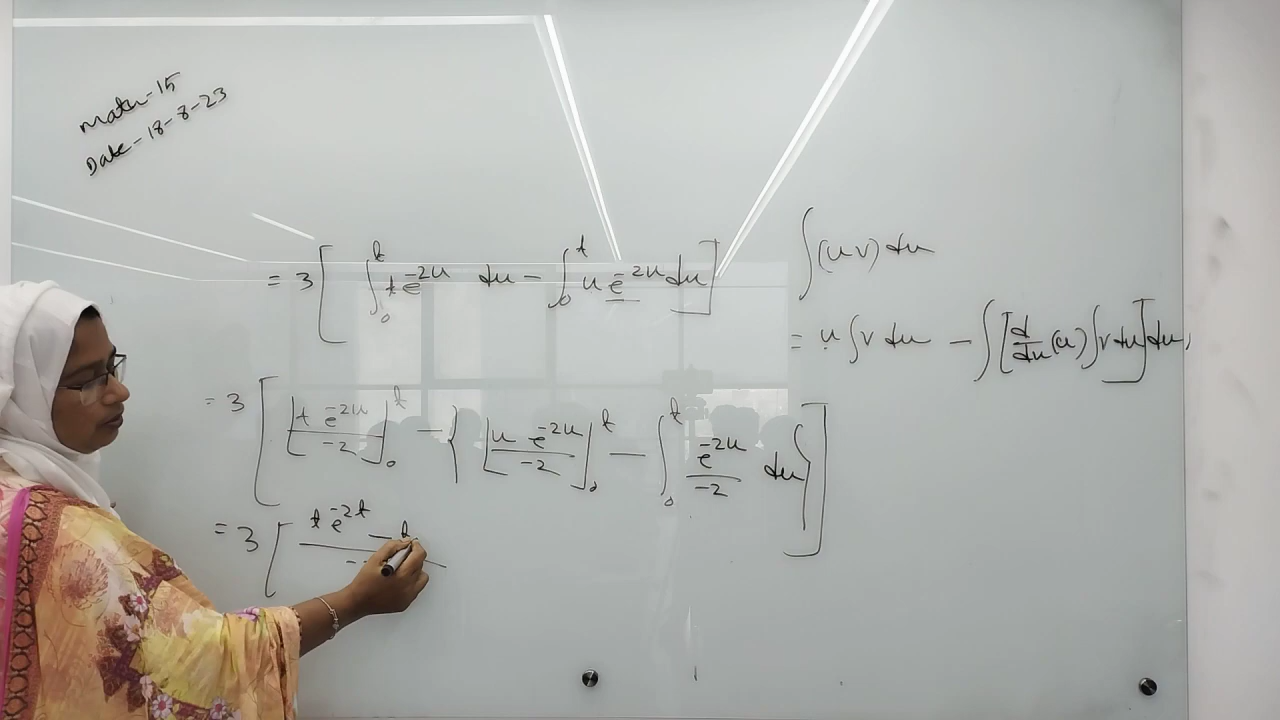 Math-15
Date-18-8-23
= 3 [ ∫₀ᵗ t e^{-2u} du - ∫₀ᵗ u e^{-2u} du ]
∫(uv) du
= u ∫v du - ∫[d/du (u) ∫v du] du,
= 3 [ [t e^{-2u}/-2]₀ᵗ - { [u e^{-2u}/-2]₀ᵗ - ∫₀ᵗ e^{-2u}/-2 du } ]
= 3 [ t e^{-2t} - t